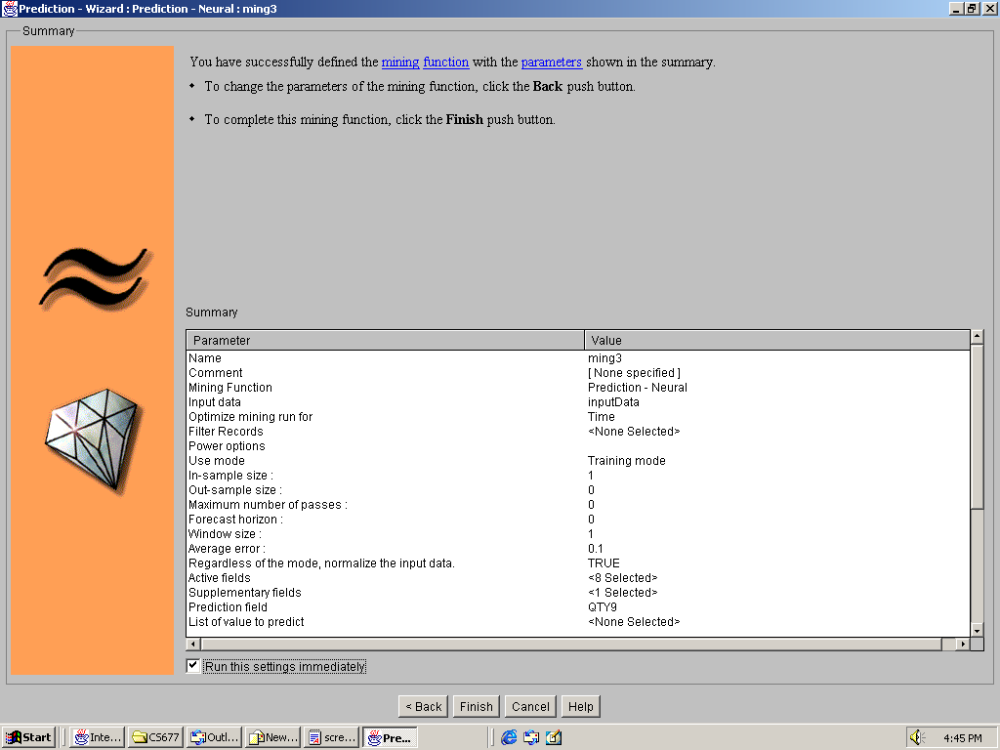 Prediction - Wizard : Prediction - Neural : ming3
Summary
You have successfully defined the mining function with the parameters shown in the summary.
• To change the parameters of the mining function, click the Back push button.
• To complete this mining function, click the Finish push button.
Summary
Parameter Value
Name ming3
Comment [ None specified ]
Mining Function Prediction - Neural
Input data inputData
Optimize mining run for Time
Filter Records <None Selected>
Power options
Use mode Training mode
In-sample size : 1
Out-sample size : 0
Maximum number of passes : 0
Forecast horizon : 0
Window size : 1
Average error : 0.1
Regardless of the mode, normalize the input data. TRUE
Active fields <8 Selected>
Supplementary fields <1 Selected>
Prediction field QTY9
List of value to predict <None Selected>
Run this settings immediately
< Back Finish Cancel Help
Start Inte... CS677 Outl... New... scre... Pre... 4:45 PM